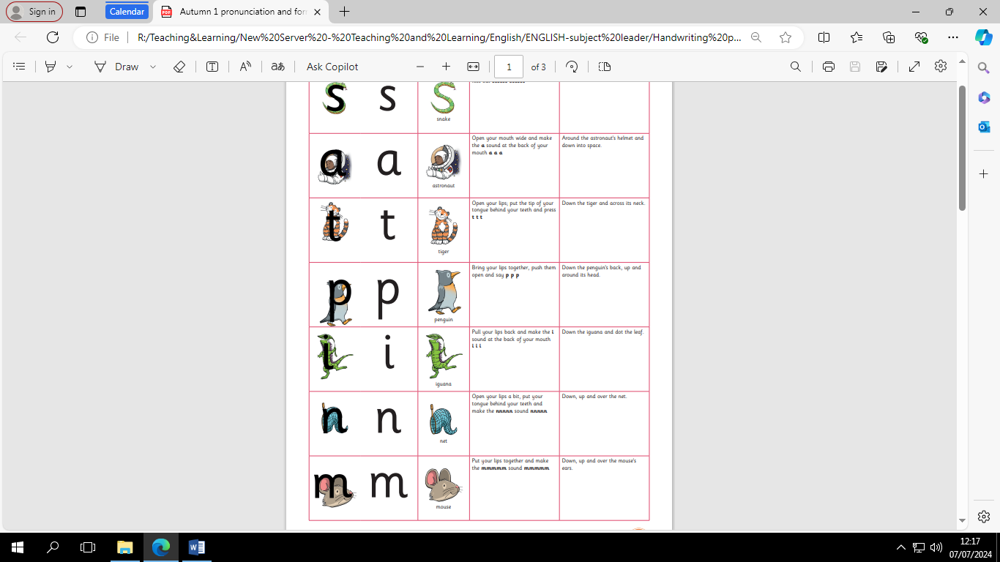 Sign in
Calendar
Autumn 1 pronunciation and for
File
R:/Teaching&Learning/New%20Server%20-%20Teaching%20and%20Learning/English/ENGLISH-subject%20leader/Handwriting%20p...
Draw
aあ
Ask Copilot
1 of 3
s s
snake
a a
astronaut
Open your mouth wide and make
the a sound at the back of your
mouth a a a
Around the astronaut's helmet and
down into space.
t t
tiger
Open your lips; put the tip of your
tongue behind your teeth and press
t t t
Down the tiger and across its neck.
p p
penguin
Bring your lips together, push them
open and say p p p
Down the penguin's back, up and
around its head.
i i
iguana
Pull your lips back and make the i
sound at the back of your mouth
i i i
Down the iguana and dot the leaf.
n n
net
Open your lips a bit, put your
tongue behind your teeth and
make the nnnnn sound nnnnn
Down, up and over the net.
m m
mouse
Put your lips together and make
the mmmmm sound mmmmm
Down, up and over the mouse's
ears.
12:17
07/07/2024